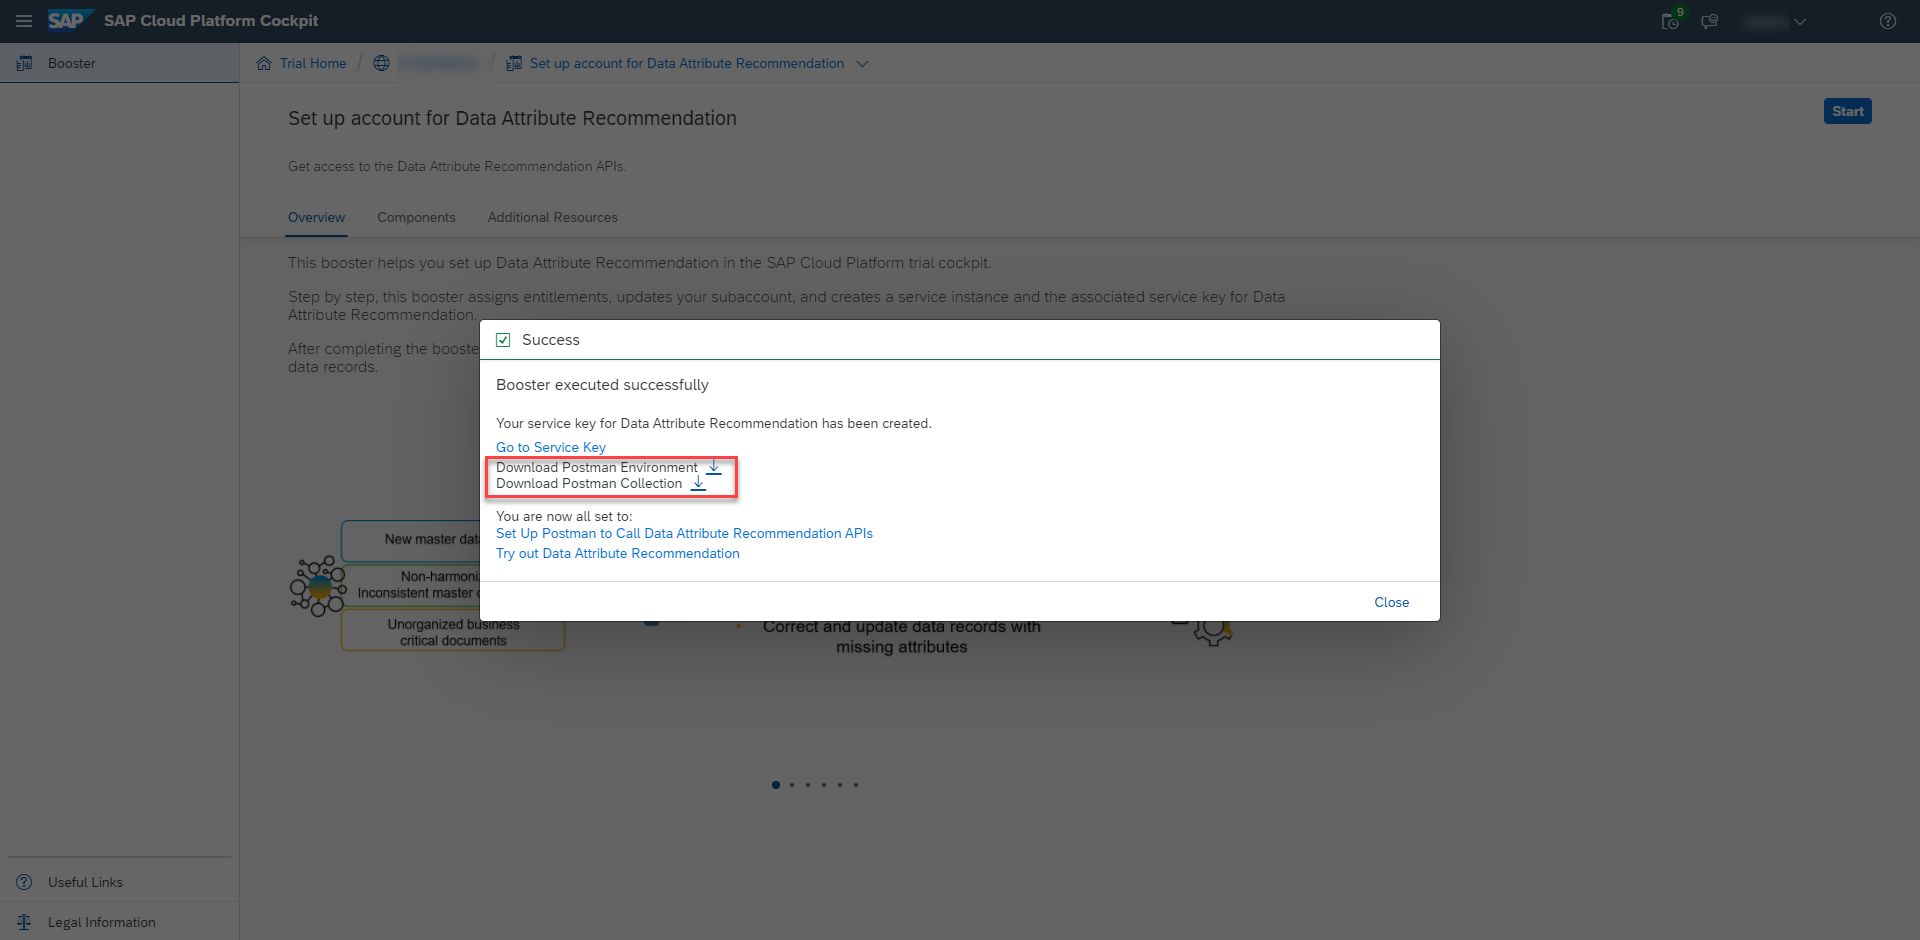 SAP SAP Cloud Platform Cockpit
9
Booster
Trial Home / / Set up account for Data Attribute Recommendation
Set up account for Data Attribute Recommendation
Start
Get access to the Data Attribute Recommendation APIs.
Overview Components Additional Resources
This booster helps you set up Data Attribute Recommendation in the SAP Cloud Platform trial cockpit.
Step by step, this booster assigns entitlements, updates your subaccount, and creates a service instance and the associated service key for Data
Attribute Recommendation.
After completing the booste
data records.
Success
Booster executed successfully
Your service key for Data Attribute Recommendation has been created.
Go to Service Key
Download Postman Environment
Download Postman Collection
You are now all set to:
Set Up Postman to Call Data Attribute Recommendation APIs
Try out Data Attribute Recommendation
Close
New master dat
Non-harmoniz
Inconsistent master
Unorganized business
critical documents
Correct and update data records with
missing attributes
Useful Links
Legal Information